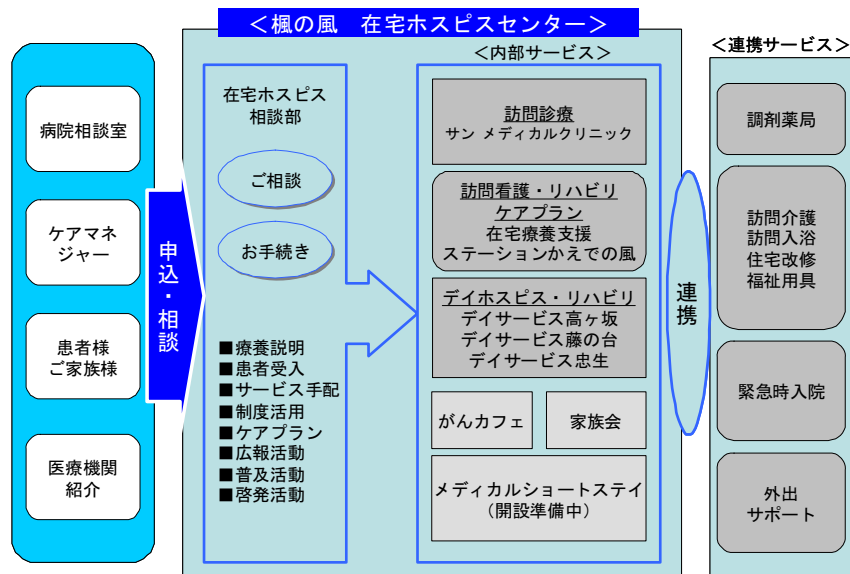 ＜楓の風　在宅ホスピスセンター＞
病院相談室
ケアマネ
ジャー
患者様
ご家族様
医療機関
紹介
申込・相談
在宅ホスピス
相談部
ご相談
お手続き
■療養説明
■患者受入
■サービス手配
■制度活用
■ケアプラン
■広報活動
■普及活動
■啓発活動
＜内部サービス＞
訪問診療
サン メディカルクリニック
訪問看護・リハビリ
ケアプラン
在宅療養支援
ステーションかえでの風
デイホスピス・リハビリ
デイサービス高ヶ坂
デイサービス藤の台
デイサービス忠生
がんカフェ
家族会
メディカルショートステイ
（開設準備中）
連携
＜連携サービス＞
調剤薬局
訪問介護
訪問入浴
住宅改修
福祉用具
緊急時入院
外出
サポート